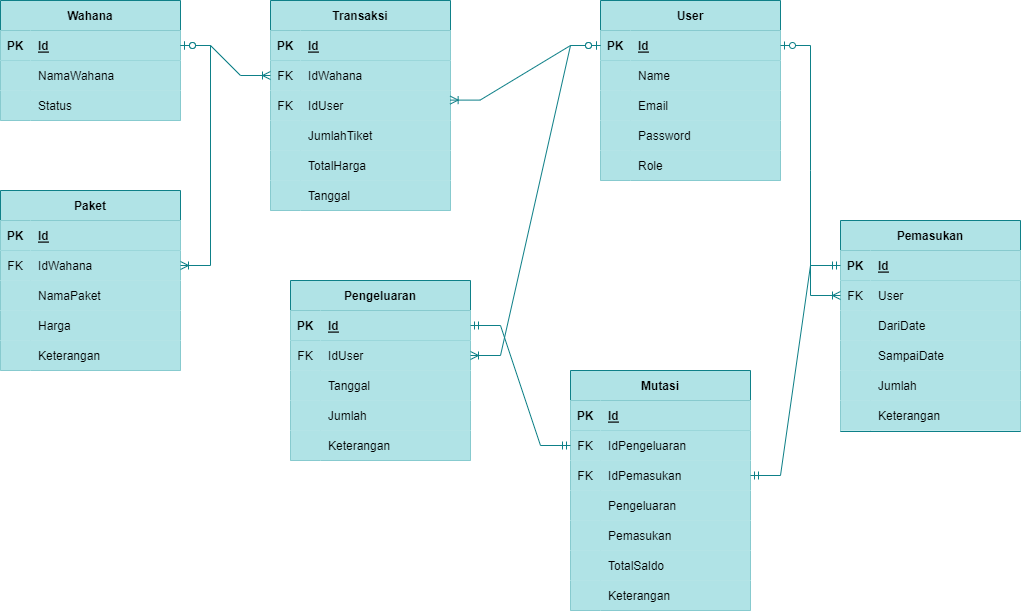 Wahana
PK Id
NamaWahana
Status
Transaksi
PK Id
FK IdWahana
FK IdUser
JumlahTiket
TotalHarga
Tanggal
User
PK Id
Name
Email
Password
Role
Paket
PK Id
FK IdWahana
NamaPaket
Harga
Keterangan
Pengeluaran
PK Id
FK IdUser
Tanggal
Jumlah
Keterangan
Mutasi
PK Id
FK IdPengeluaran
FK IdPemasukan
Pengeluaran
Pemasukan
TotalSaldo
Keterangan
Pemasukan
PK Id
FK User
DariDate
SampaiDate
Jumlah
Keterangan